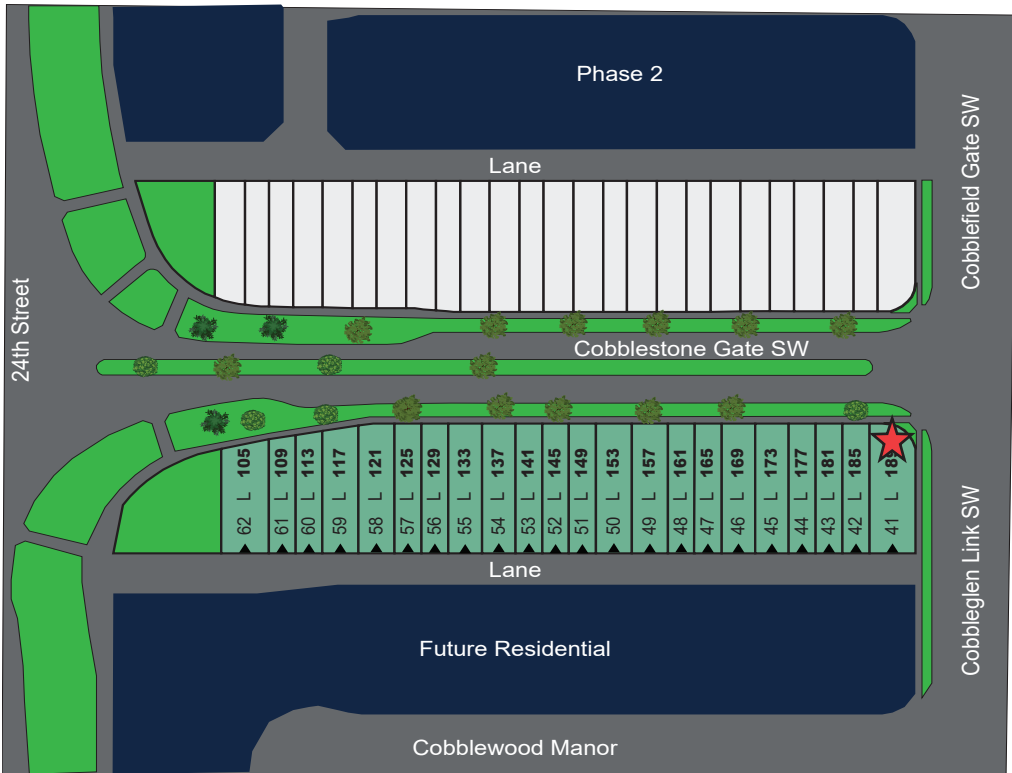 Phase 2
Lane
Cobblefield Gate SW
24th Street
Cobblestone Gate SW
62 L 105
61 L 109
60 L 113
59 L 117
58 L 121
57 L 125
56 L 129
55 L 133
54 L 137
53 L 141
52 L 145
51 L 149
50 L 153
49 L 157
48 L 161
47 L 165
46 L 169
45 L 173
44 L 177
43 L 181
42 L 185
41 L 189
Lane
Cobbleglen Link SW
Future Residential
Cobblewood Manor